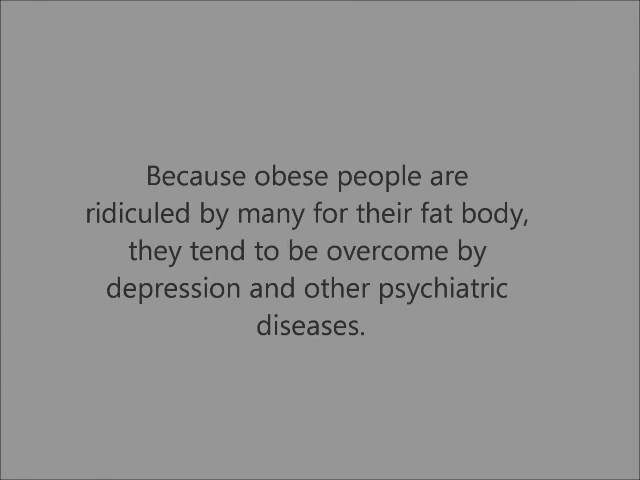 Because obese people are
ridiculed by many for their fat body,
they tend to be overcome by
depression and other psychiatric
diseases.